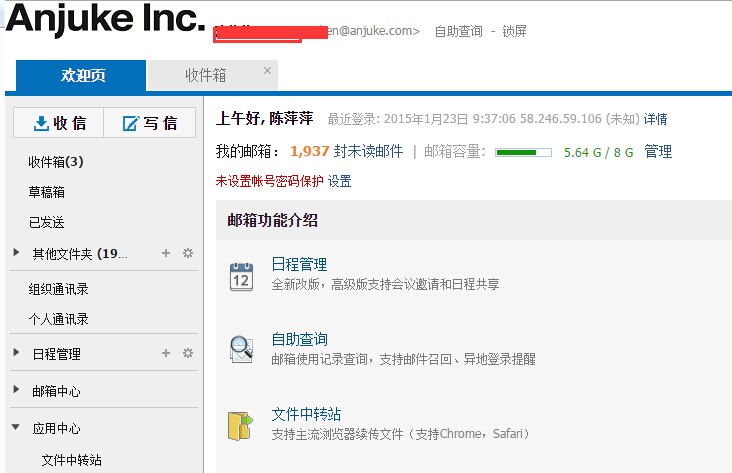 Anjuke Inc.
en@anjuke.com> 自助查询 - 锁屏
欢迎页 收件箱 ×
收信 写信
上午好, 陈萍萍 最近登录: 2015年1月23日 9:37:06 58.246.59.106 (未知) 详情
我的邮箱: 1,937 封未读邮件 | 邮箱容量: 5.64 G / 8 G 管理
未设置帐号密码保护 设置
收件箱(3)
草稿箱
已发送
其他文件夹 (19...
组织通讯录
个人通讯录
日程管理
邮箱中心
应用中心
文件中转站
邮箱功能介绍
12
日程管理
全新改版，高级版支持会议邀请和日程共享
自助查询
邮箱使用记录查询，支持邮件召回、异地登录提醒
文件中转站
支持主流浏览器续传文件（支持Chrome，Safari）